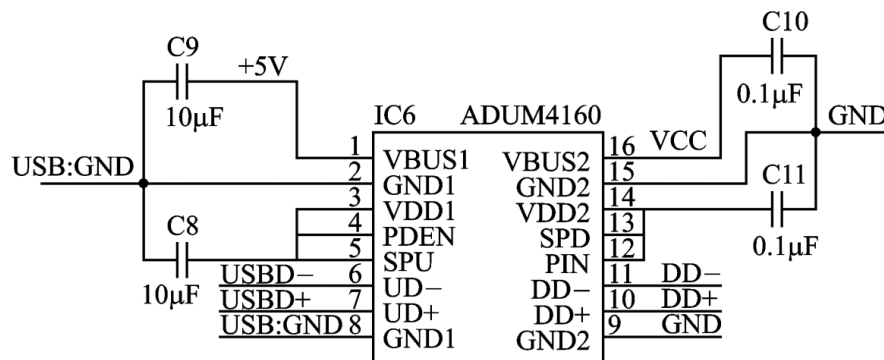 C9
+5V
10μF
C10
0.1μF
IC6 ADUM4160
GND
USB:GND
1 VBUS1
2 GND1
3 VDD1
4 PDEN
5 SPU
6 UD−
7 UD+
8 GND1
VBUS2 16 VCC
GND2 15
VDD2 14
SPD 13
PIN 12
DD− 11 DD−
DD+ 10 DD+
GND2 9 GND
C11
0.1μF
C8
10μF
USBD−
USBD+
USB:GND